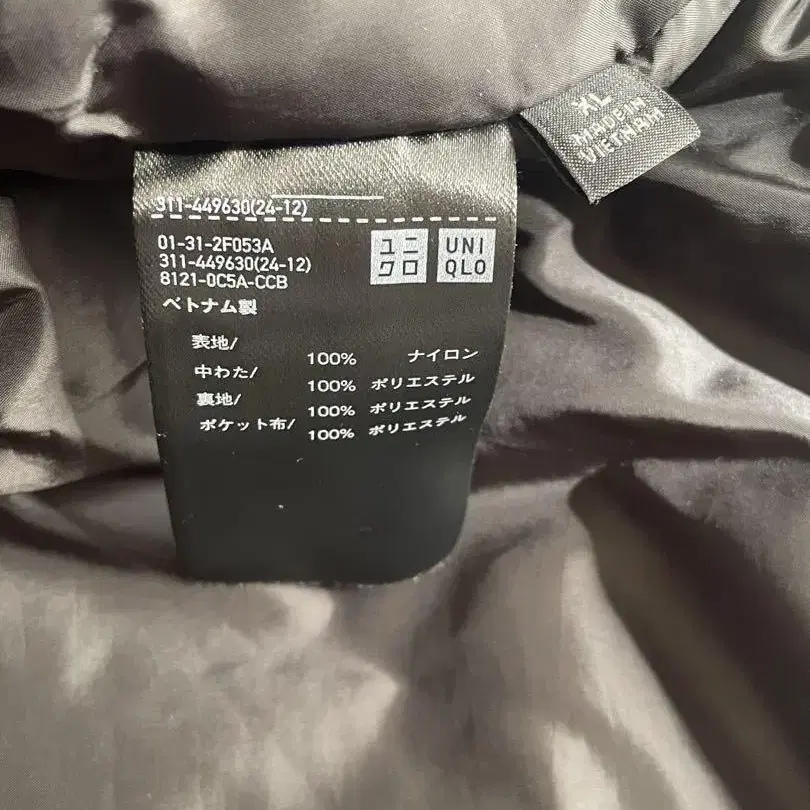 XL
MADE IN
VIETNAM
311-449630(24-12)
01-31-2F053A
311-449630(24-12)
8121-0C5A-CCB
ユニ
クロ
UNI
QLO
ベトナム製
表地/
100% ナイロン
中わた/
100% ポリエステル
裏地/
100% ポリエステル
ポケット布/
100% ポリエステル